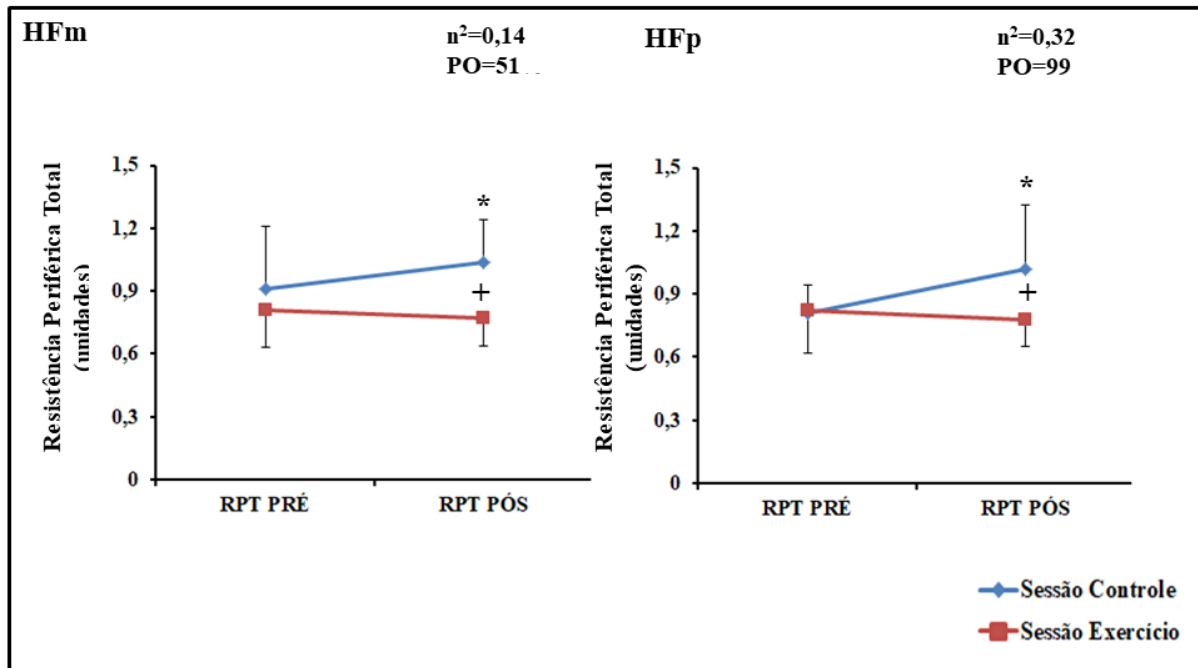 HFm
n²=0,14
PO=51
Resistência Periférica Total
(unidades)
1,5
*
1,2
0,9
+
0,6
0,3
0
RPT PRÉ RPT PÓS
HFp
n²=0,32
PO=99
Resistência Periférica Total
(unidades)
1,5
*
1,2
0,9
+
0,6
0,3
0
RPT PRÉ RPT PÓS
Sessão Controle
Sessão Exercício